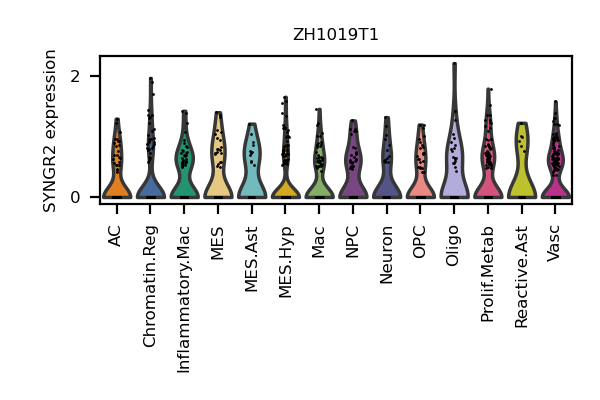 ZH1019T1
SYNGR2 expression
2
0
AC
Chromatin.Reg
Inflammatory.Mac
MES
MES.Ast
MES.Hyp
Mac
NPC
Neuron
OPC
Oligo
Prolif.Metab
Reactive.Ast
Vasc